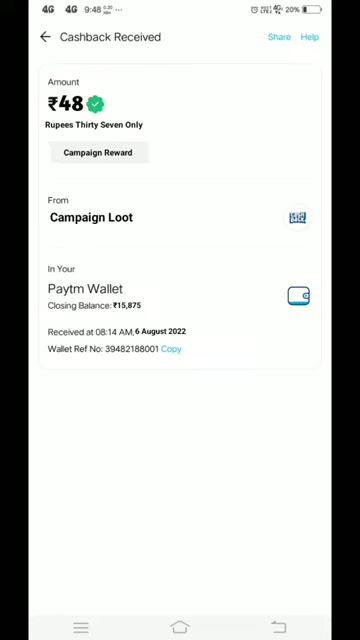 4G 4G 9:48
20%
Cashback Received Share Help
Amount
₹48
Rupees Thirty Seven Only
Campaign Reward
From
Campaign Loot
In Your
Paytm Wallet
Closing Balance: ₹15,875
Received at 08:14 AM,6 August 2022
Wallet Ref No: 39482188001 Copy